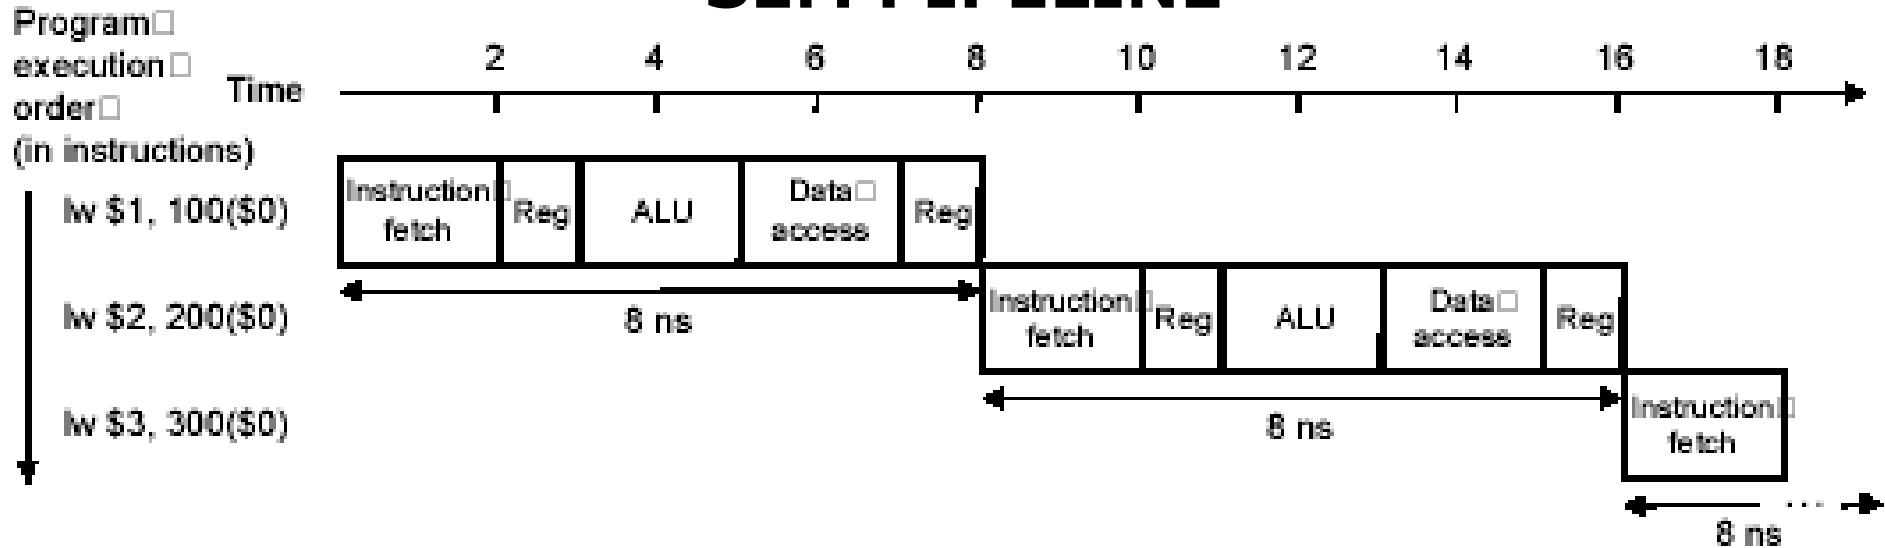 Program
execution
order
(in instructions)
Time
2 4 6 8 10 12 14 16 18
lw $1, 100($0)
Instruction
fetch
Reg
ALU
Data
access
Reg
8 ns
lw $2, 200($0)
Instruction
fetch
Reg
ALU
Data
access
Reg
8 ns
lw $3, 300($0)
Instruction
fetch
...
8 ns